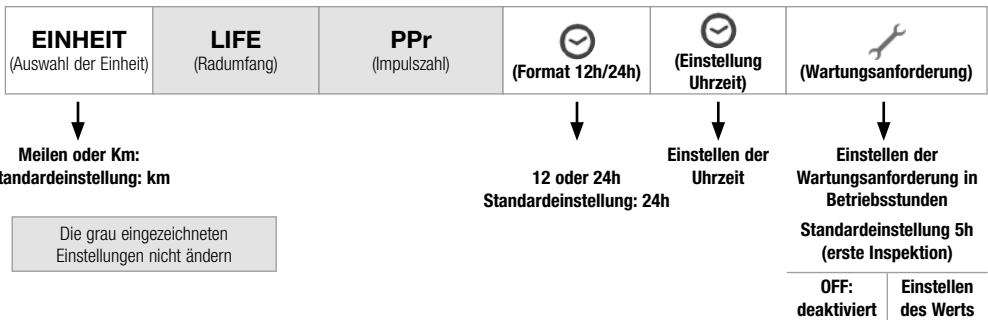 EINHEIT
(Auswahl der Einheit)
LIFE
(Radumfang)
PPr
(Impulszahl)
(Format 12h/24h)
(Einstellung
Uhrzeit)
(Wartungsanforderung)
Meilen oder Km:
tandardeinstellung: km
12 oder 24h
Standardeinstellung: 24h
Einstellen der
Uhrzeit
Einstellen der
Wartungsanforderung in
Betriebsstunden
Standardeinstellung 5h
(erste Inspektion)
OFF:
deaktiviert
Einstellen
des Werts
Die grau eingezeichneten
Einstellungen nicht ändern